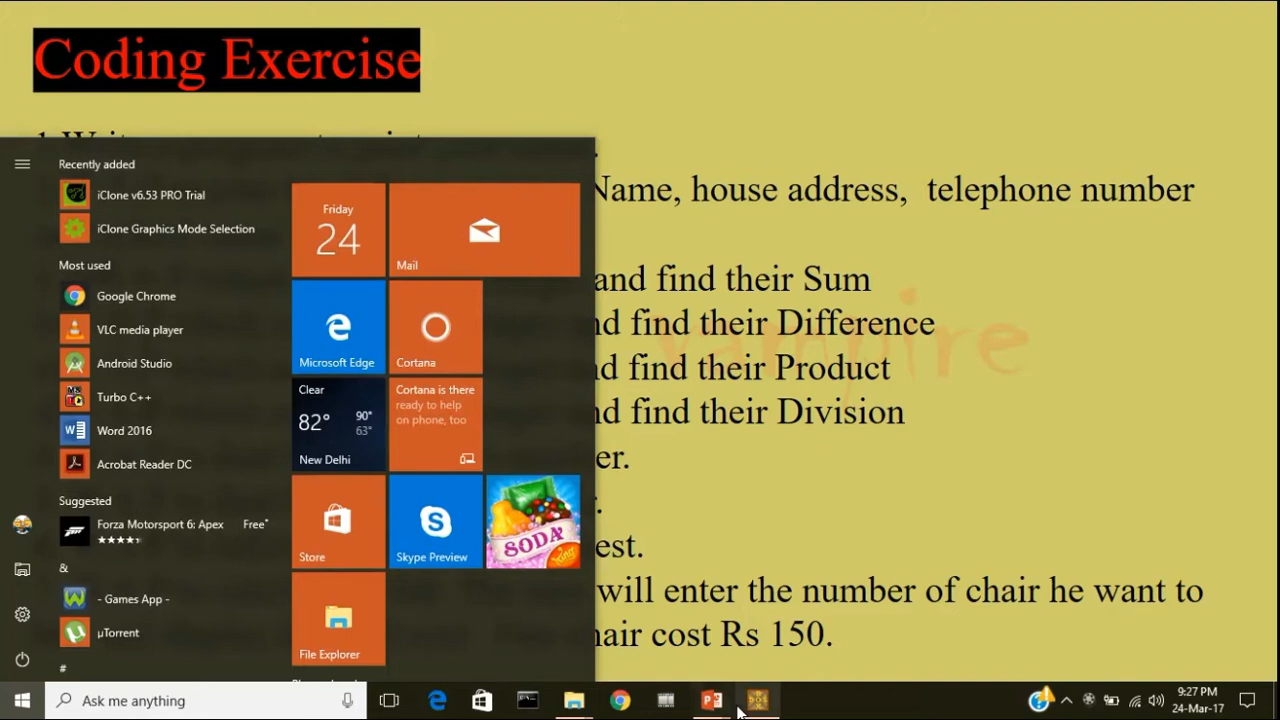 Coding Exercise
Name, house address, telephone number
and find their Sum
nd find their Difference
nd find their Product
nd find their Division
er.
est.
will enter the number of chair he want to
hair cost Rs 150.
vampire
Recently added
iClone v6.53 PRO Trial
iClone Graphics Mode Selection
Most used
Google Chrome
VLC media player
Android Studio
Turbo C++
Word 2016
Acrobat Reader DC
Suggested
Forza Motorsport 6: Apex Free*
&
- Games App -
µTorrent
#
Friday
24
Mail
Microsoft Edge
Cortana
Clear
82° 90°
63°
New Delhi
Cortana is there
ready to help
on phone, too
Store
Skype Preview
SODA
King
File Explorer
Ask me anything
9:27 PM
24-Mar-17